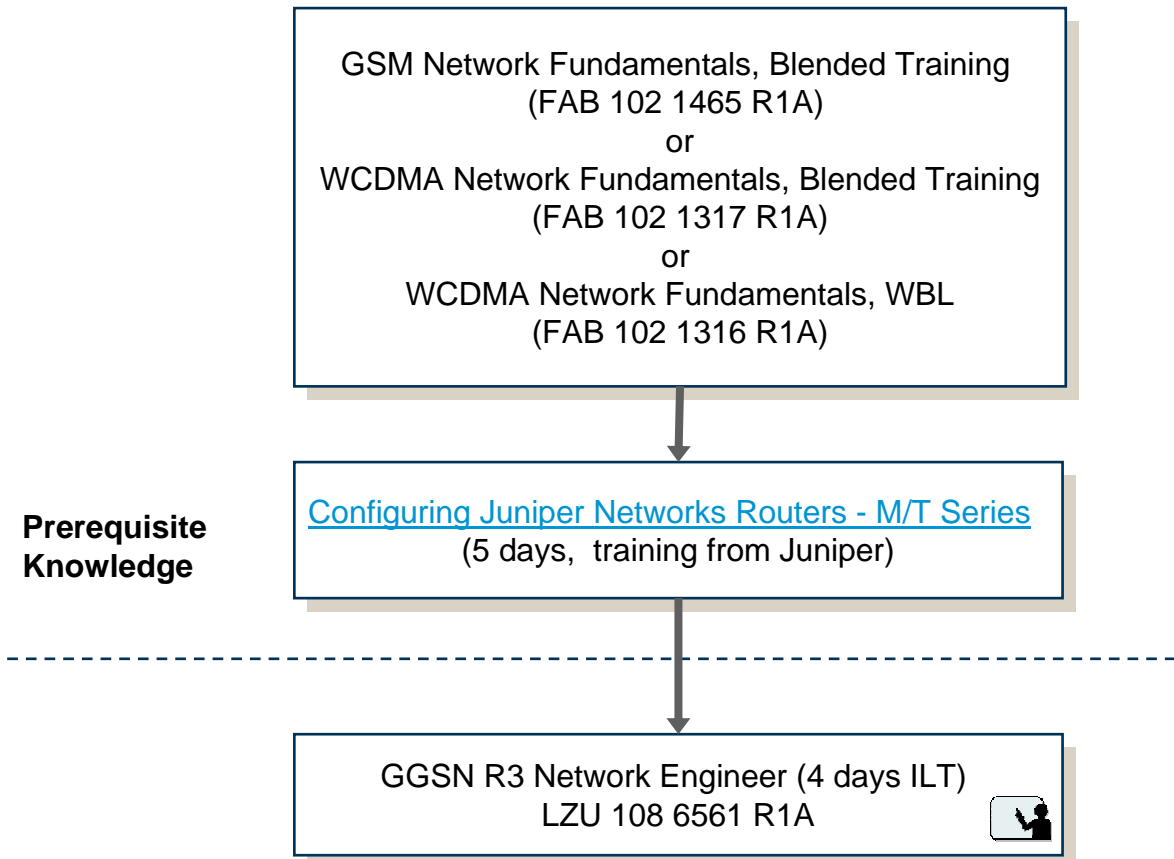 GSM Network Fundamentals, Blended Training
(FAB 102 1465 R1A)
or
WCDMA Network Fundamentals, Blended Training
(FAB 102 1317 R1A)
or
WCDMA Network Fundamentals, WBL
(FAB 102 1316 R1A)
Prerequisite
Knowledge
Configuring Juniper Networks Routers - M/T Series
(5 days, training from Juniper)
GGSN R3 Network Engineer (4 days ILT)
LZU 108 6561 R1A